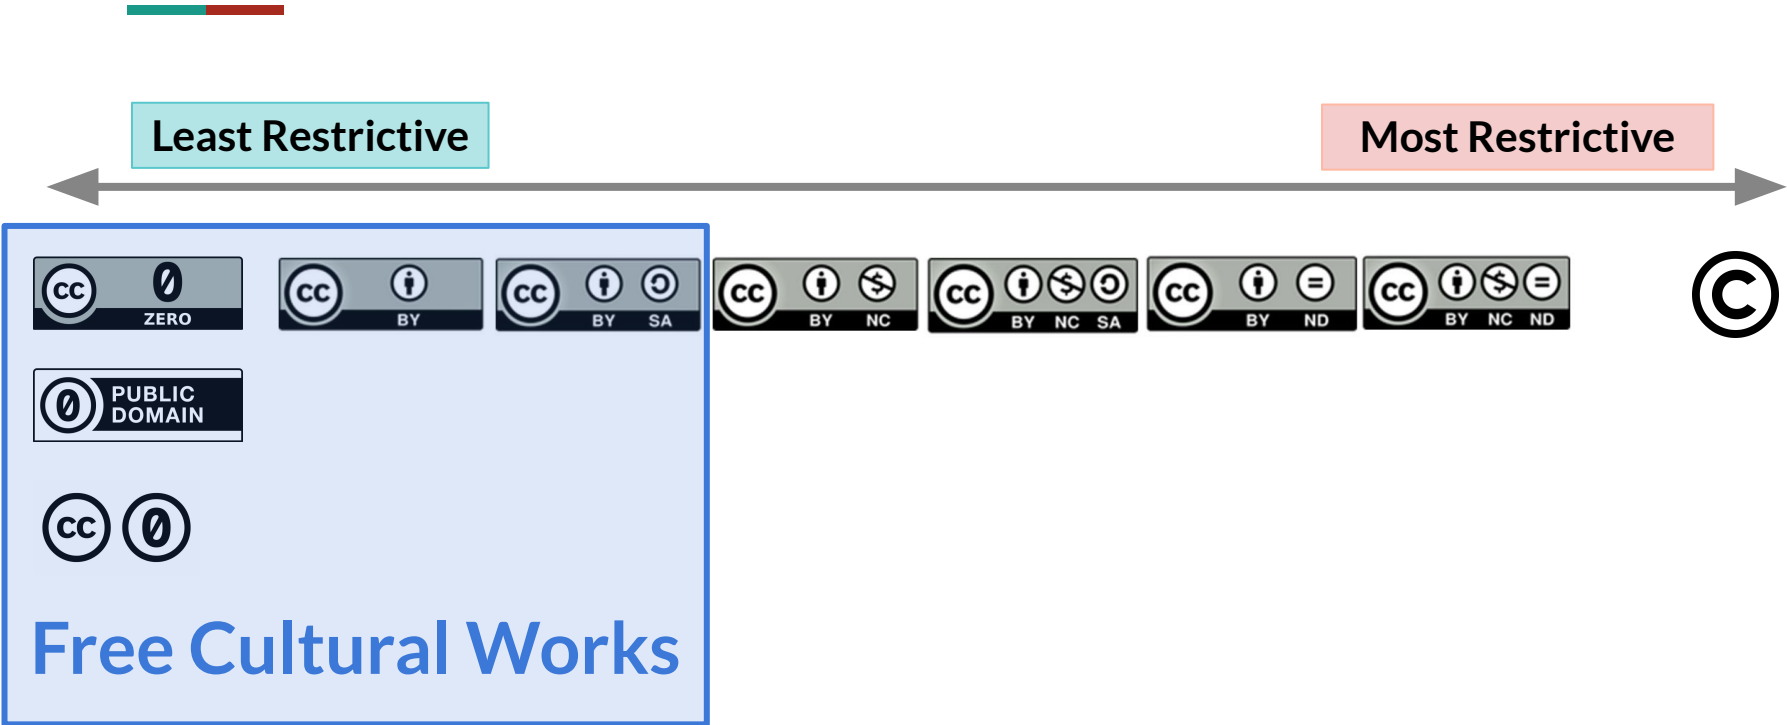 Least Restrictive
Most Restrictive
cc 0 ZERO
cc BY
cc BY SA
cc BY NC
cc BY NC SA
cc BY ND
cc BY NC ND
©
0 PUBLIC
DOMAIN
cc 0
Free Cultural Works